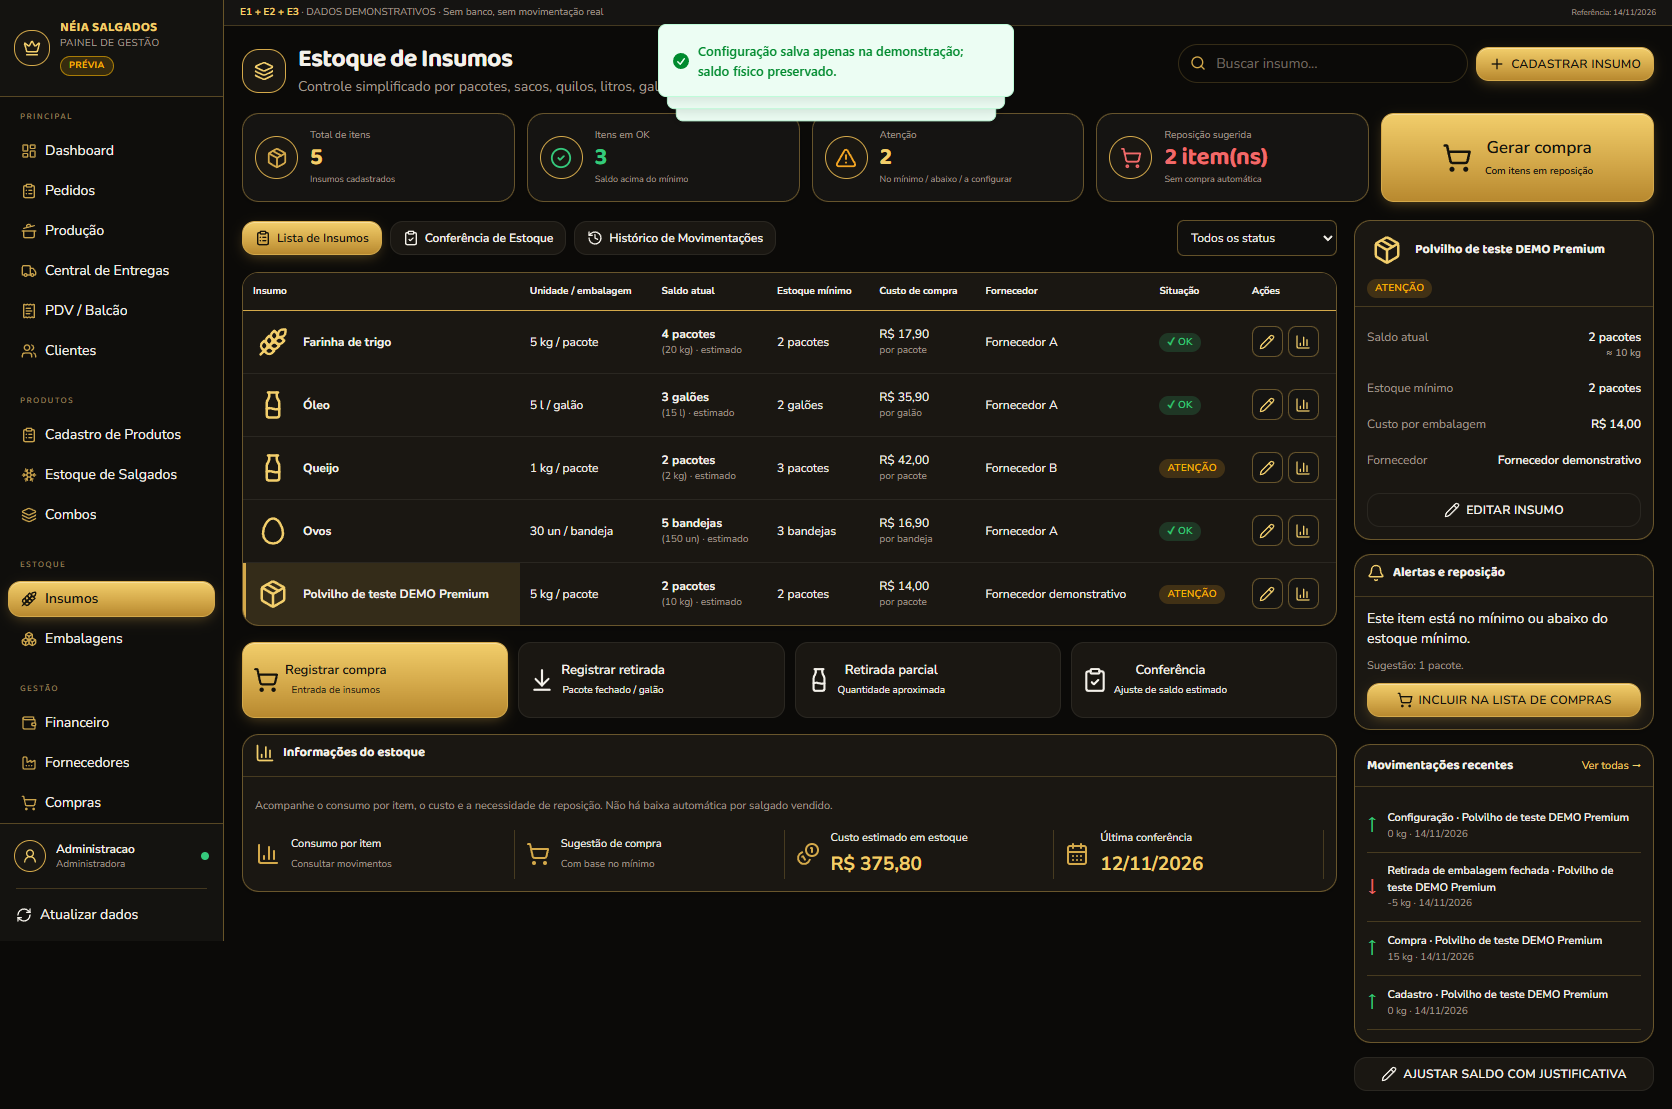 E1 + E2 + E3 · DADOS DEMONSTRATIVOS · Sem banco, sem movimentação real
Referência: 14/11/2026
NÉIA SALGADOS
PAINEL DE GESTÃO
PRÉVIA
PRINCIPAL
Dashboard
Pedidos
Produção
Central de Entregas
PDV / Balcão
Clientes
PRODUTOS
Cadastro de Produtos
Estoque de Salgados
Combos
ESTOQUE
Insumos
Embalagens
GESTÃO
Financeiro
Fornecedores
Compras
Administracao
Administradora
Atualizar dados
Estoque de Insumos
Controle simplificado por pacotes, sacos, quilos, litros, gal
Configuração salva apenas na demonstração;
saldo físico preservado.
Buscar insumo...
CADASTRAR INSUMO
Total de itens
5
Insumos cadastrados
Itens em OK
3
Saldo acima do mínimo
Atenção
2
No mínimo / abaixo / a configurar
Reposição sugerida
2 item(ns)
Sem compra automática
Gerar compra
Com itens em reposição
Lista de Insumos
Conferência de Estoque
Histórico de Movimentações
Todos os status
Insumo Unidade / embalagem Saldo atual Estoque mínimo Custo de compra Fornecedor Situação Ações
Farinha de trigo 5 kg / pacote 4 pacotes 2 pacotes R$ 17,90 Fornecedor A ✓ OK
(20 kg) · estimado por pacote
Óleo 5 l / galão 3 galões 2 galões R$ 35,90 Fornecedor A ✓ OK
(15 l) · estimado por galão
Queijo 1 kg / pacote 2 pacotes 3 pacotes R$ 42,00 Fornecedor B ATENÇÃO
(2 kg) · estimado por pacote
Ovos 30 un / bandeja 5 bandejas 3 bandejas R$ 16,90 Fornecedor A ✓ OK
(150 un) · estimado por bandeja
Polvilho de teste DEMO Premium 5 kg / pacote 2 pacotes 2 pacotes R$ 14,00 Fornecedor demonstrativo ATENÇÃO
(10 kg) · estimado por pacote
Registrar compra
Entrada de insumos
Registrar retirada
Pacote fechado / galão
Retirada parcial
Quantidade aproximada
Conferência
Ajuste de saldo estimado
Informações do estoque
Acompanhe o consumo por item, o custo e a necessidade de reposição. Não há baixa automática por salgado vendido.
Consumo por item
Consultar movimentos
Sugestão de compra
Com base no mínimo
Custo estimado em estoque
R$ 375,80
Última conferência
12/11/2026
Polvilho de teste DEMO Premium
ATENÇÃO
Saldo atual 2 pacotes
≈ 10 kg
Estoque mínimo 2 pacotes
Custo por embalagem R$ 14,00
Fornecedor Fornecedor demonstrativo
EDITAR INSUMO
Alertas e reposição
Este item está no mínimo ou abaixo do
estoque mínimo.
Sugestão: 1 pacote.
INCLUIR NA LISTA DE COMPRAS
Movimentações recentes
Ver todas →
↑ Configuração · Polvilho de teste DEMO Premium
0 kg · 14/11/2026
↓ Retirada de embalagem fechada · Polvilho de
teste DEMO Premium
-5 kg · 14/11/2026
↑ Compra · Polvilho de teste DEMO Premium
15 kg · 14/11/2026
↑ Cadastro · Polvilho de teste DEMO Premium
0 kg · 14/11/2026
AJUSTAR SALDO COM JUSTIFICATIVA